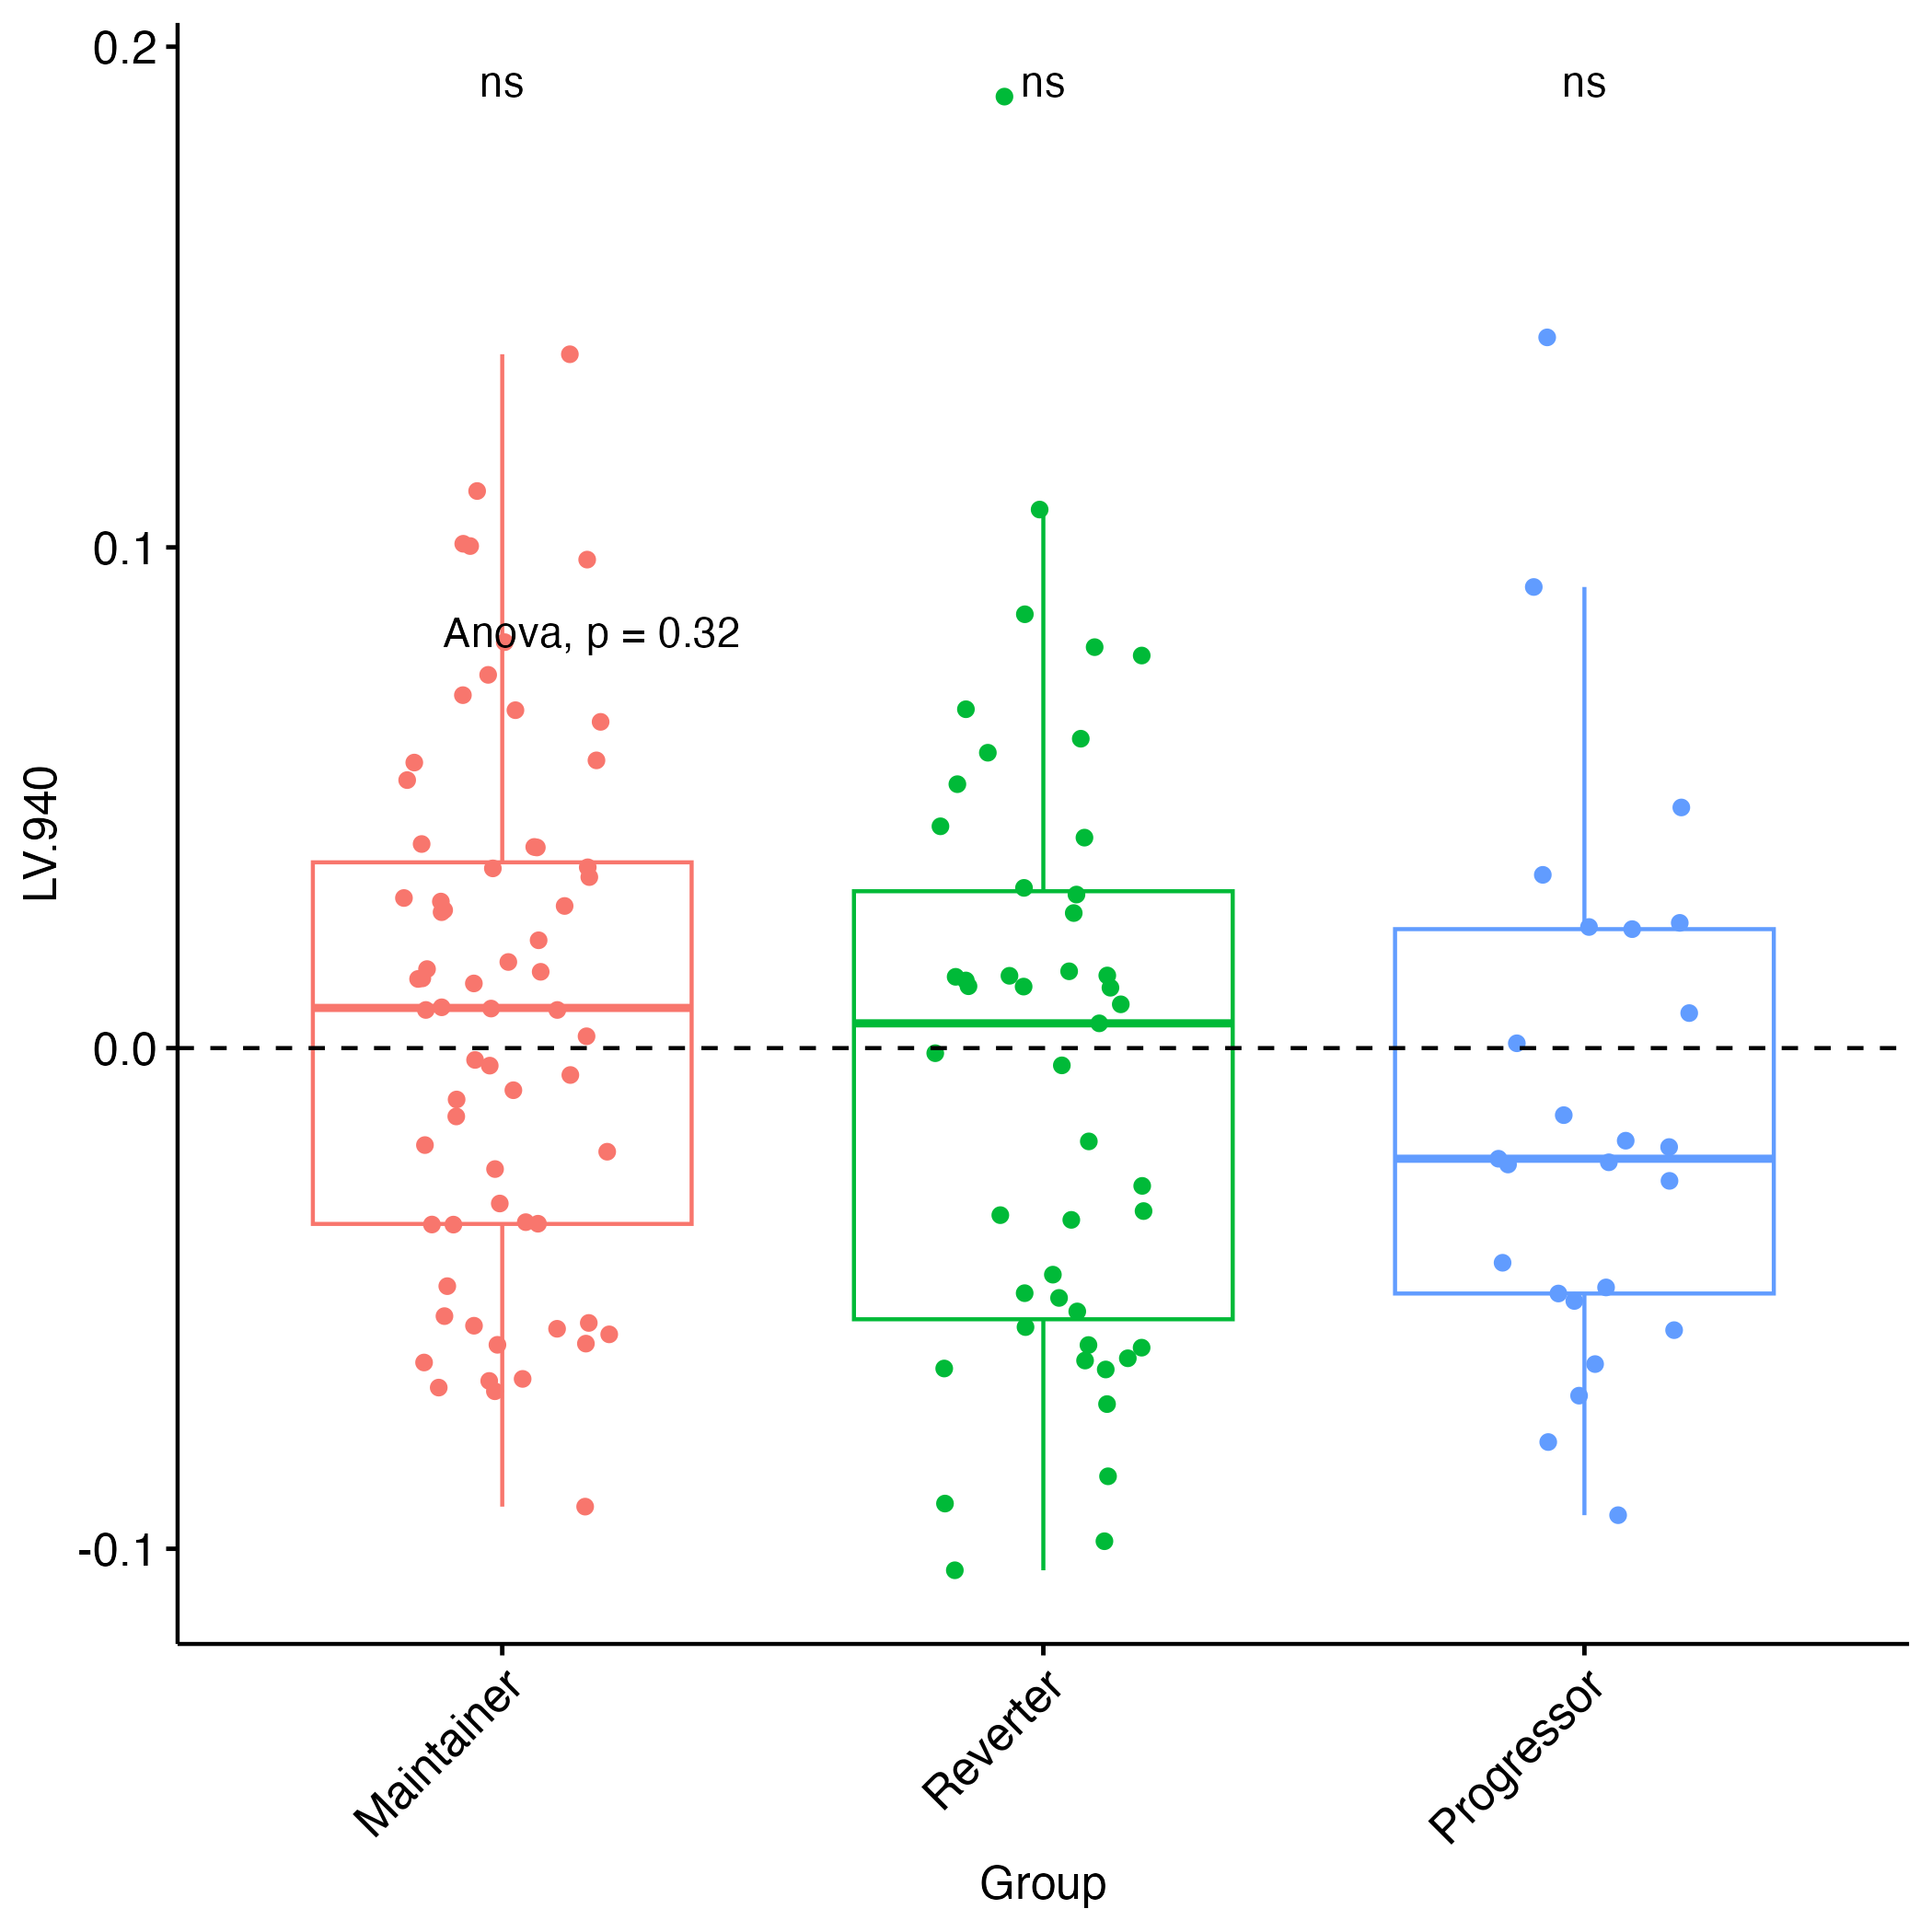 0.2
ns
ns
ns
0.1
Anova, p = 0.32
LV.940
0.0
-0.1
Maintainer
Reverter
Progressor
Group